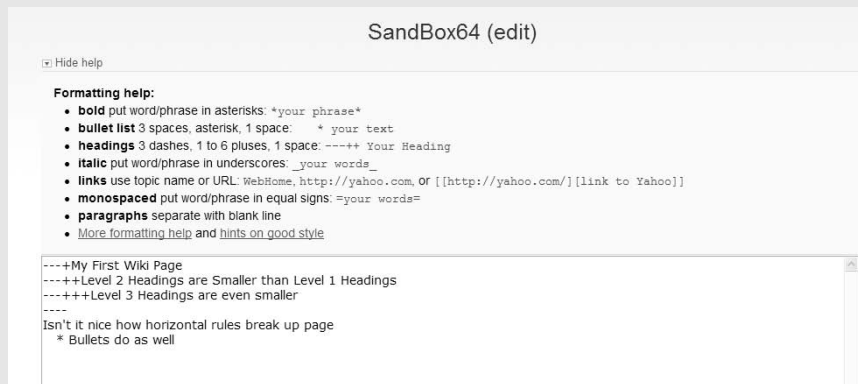 SandBox64 (edit)
Hide help
Formatting help:
• bold put word/phrase in asterisks: *your phrase*
• bullet list 3 spaces, asterisk, 1 space:    * your text
• headings 3 dashes, 1 to 6 pluses, 1 space: ---++ Your Heading
• italic put word/phrase in underscores: _your words_
• links use topic name or URL: WebHome, http://yahoo.com, or [[http://yahoo.com/][link to Yahoo]]
• monospaced put word/phrase in equal signs: =your words=
• paragraphs separate with blank line
• More formatting help and hints on good style
---+My First Wiki Page
---++Level 2 Headings are Smaller than Level 1 Headings
---+++Level 3 Headings are even smaller
----
Isn't it nice how horizontal rules break up page
   * Bullets do as well